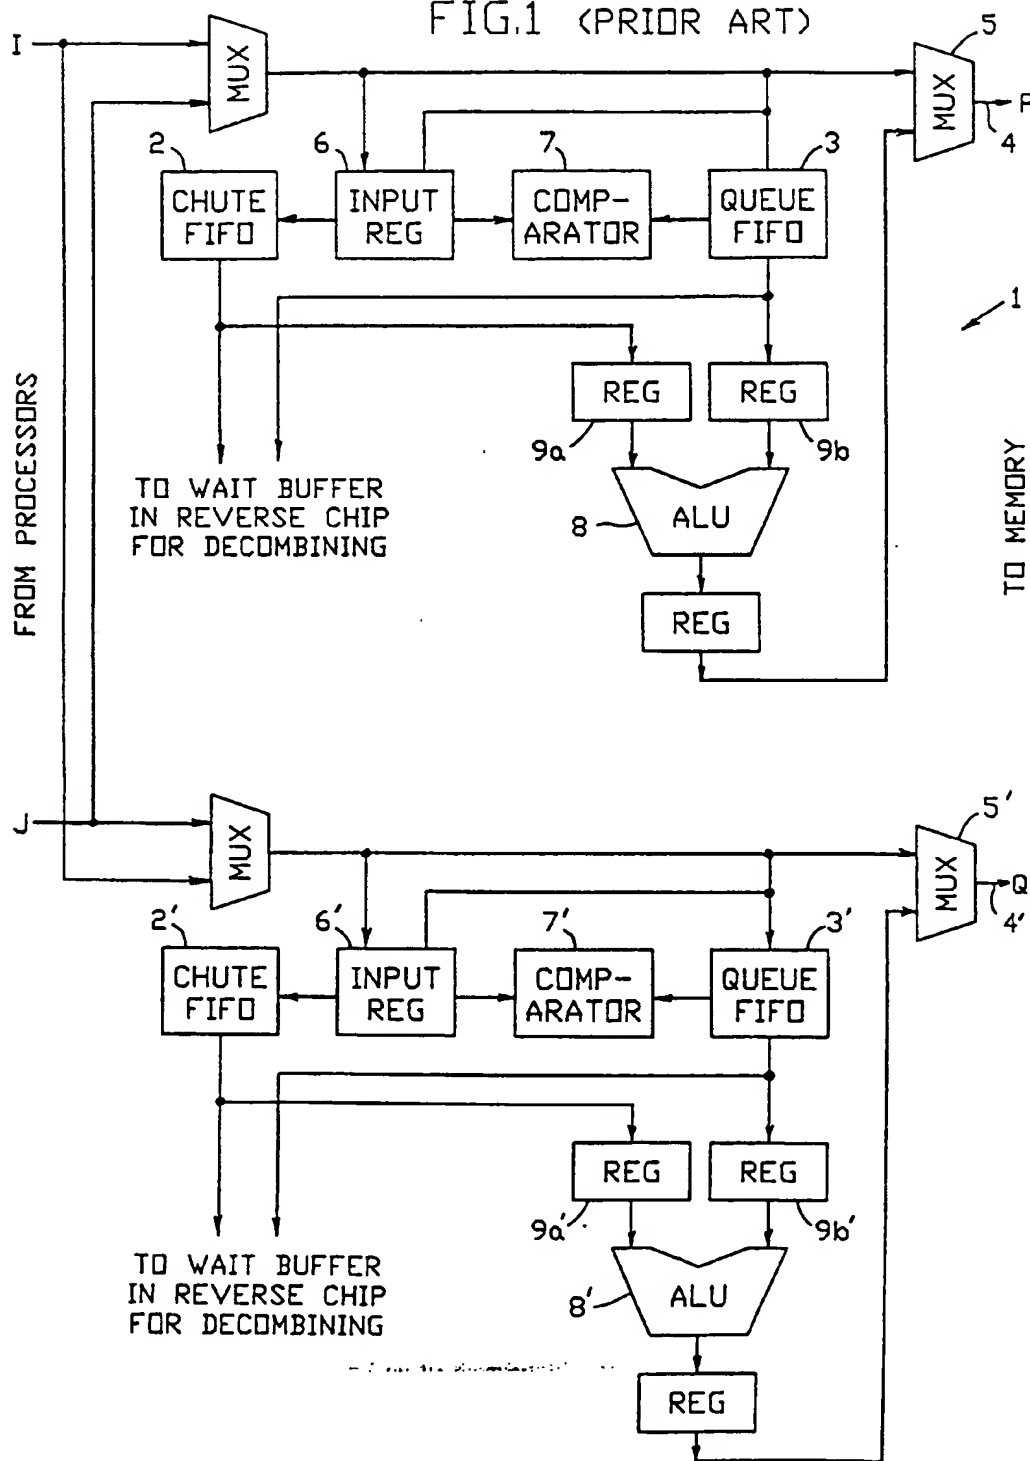 FIG.1 (PRIOR ART)
I
MUX
5
MUX
P
4
2
6
7
3
CHUTE
FIFO
INPUT
REG
COMP-
ARATOR
QUEUE
FIFO
1
FROM PROCESSORS
TO MEMORY
REG
REG
9a
9b
TO WAIT BUFFER
IN REVERSE CHIP
FOR DECOMBINING
8
ALU
REG
J
MUX
5'
MUX
Q
4'
2'
6'
7'
3'
CHUTE
FIFO
INPUT
REG
COMP-
ARATOR
QUEUE
FIFO
REG
REG
9a'
9b'
TO WAIT BUFFER
IN REVERSE CHIP
FOR DECOMBINING
8'
ALU
REG